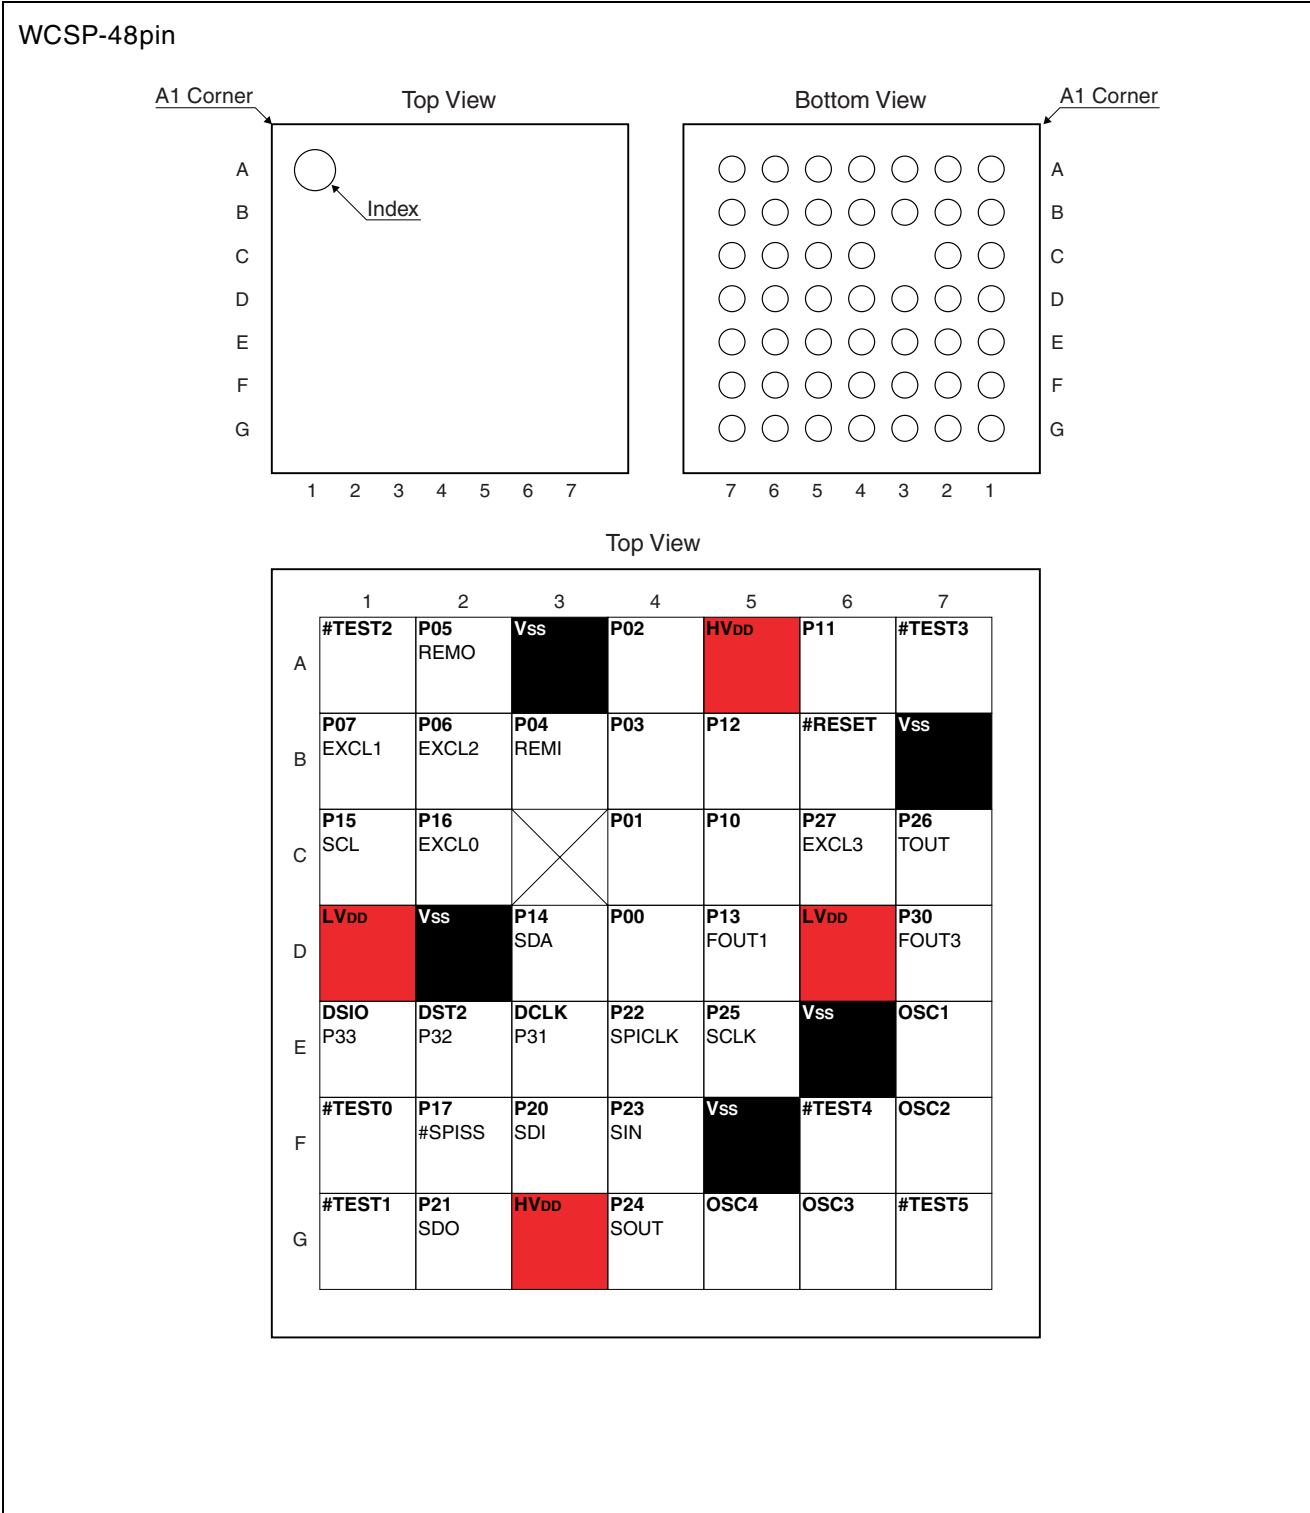 WCSP-48pin
A1 Corner Top View Bottom View A1 Corner
A A
Index
B B
C C
D D
E E
F F
G G
1 2 3 4 5 6 7 7 6 5 4 3 2 1
Top View
1 2 3 4 5 6 7
#TEST2 P05 VSS P02 HVDD P11 #TEST3
REMO
A
P07 P06 P04 P03 P12 #RESET VSS
EXCL1 EXCL2 REMI
B
P15 P16 P01 P10 P27 P26
SCL EXCL0 EXCL3 TOUT
C
LVDD VSS P14 P00 P13 LVDD P30
SDA FOUT1 FOUT3
D
DSIO DST2 DCLK P22 P25 VSS OSC1
P33 P32 P31 SPICLK SCLK
E
#TEST0 P17 P20 P23 VSS #TEST4 OSC2
#SPISS SDI SIN
F
#TEST1 P21 HVDD P24 OSC4 OSC3 #TEST5
SDO SOUT
G